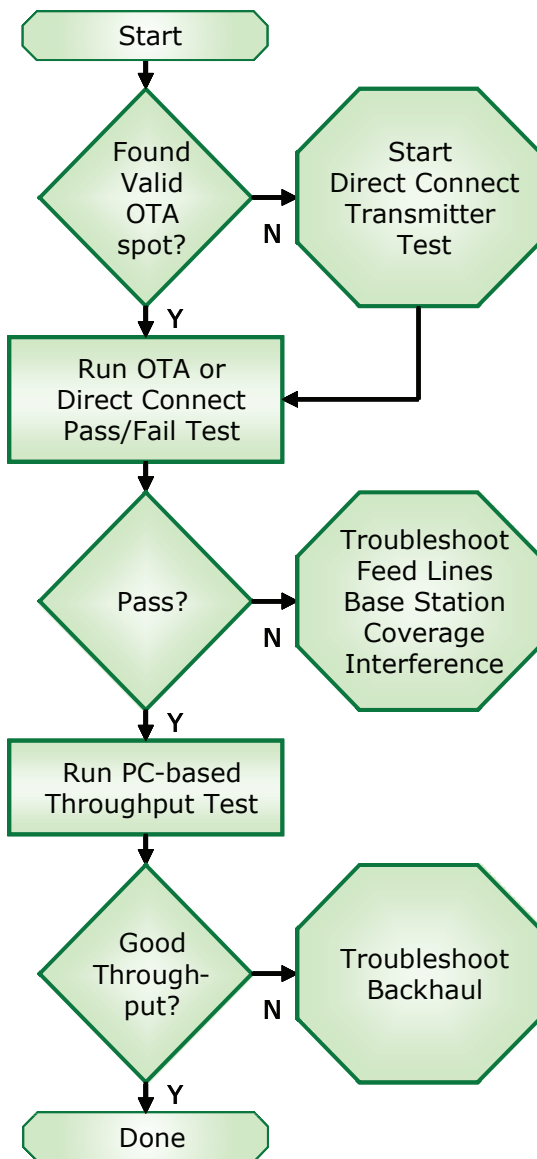 Start
Found
Valid
OTA
spot?
N
Start
Direct Connect
Transmitter
Test
Y
Run OTA or
Direct Connect
Pass/Fail Test
Pass?
N
Troubleshoot
Feed Lines
Base Station
Coverage
Interference
Y
Run PC-based
Throughput Test
Good
Through-
put?
N
Troubleshoot
Backhaul
Y
Done